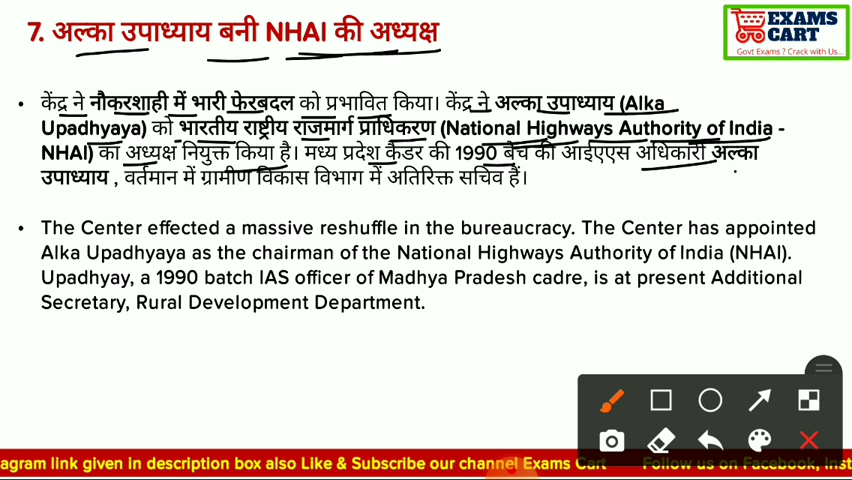 7. अल्का उपाध्याय बनी NHAI की अध्यक्ष
EXAMS
CART
Govt Exams ? Crack with Us...
• केंद्र ने नौकरशाही में भारी फेरबदल को प्रभावित किया। केंद्र ने अल्का उपाध्याय (Alka
Upadhyaya) को भारतीय राष्ट्रीय राजमार्ग प्राधिकरण (National Highways Authority of India -
NHAI) का अध्यक्ष नियुक्त किया है। मध्य प्रदेश कैडर की 1990 बैच की आईएएस अधिकारी अल्का
उपाध्याय , वर्तमान में ग्रामीण विकास विभाग में अतिरिक्त सचिव हैं।
• The Center effected a massive reshuffle in the bureaucracy. The Center has appointed
Alka Upadhyaya as the chairman of the National Highways Authority of India (NHAI).
Upadhyay, a 1990 batch IAS officer of Madhya Pradesh cadre, is at present Additional
Secretary, Rural Development Department.
agram link given in description box also Like & Subscribe our channel Exams Cart Follow us on Facebook, Inst